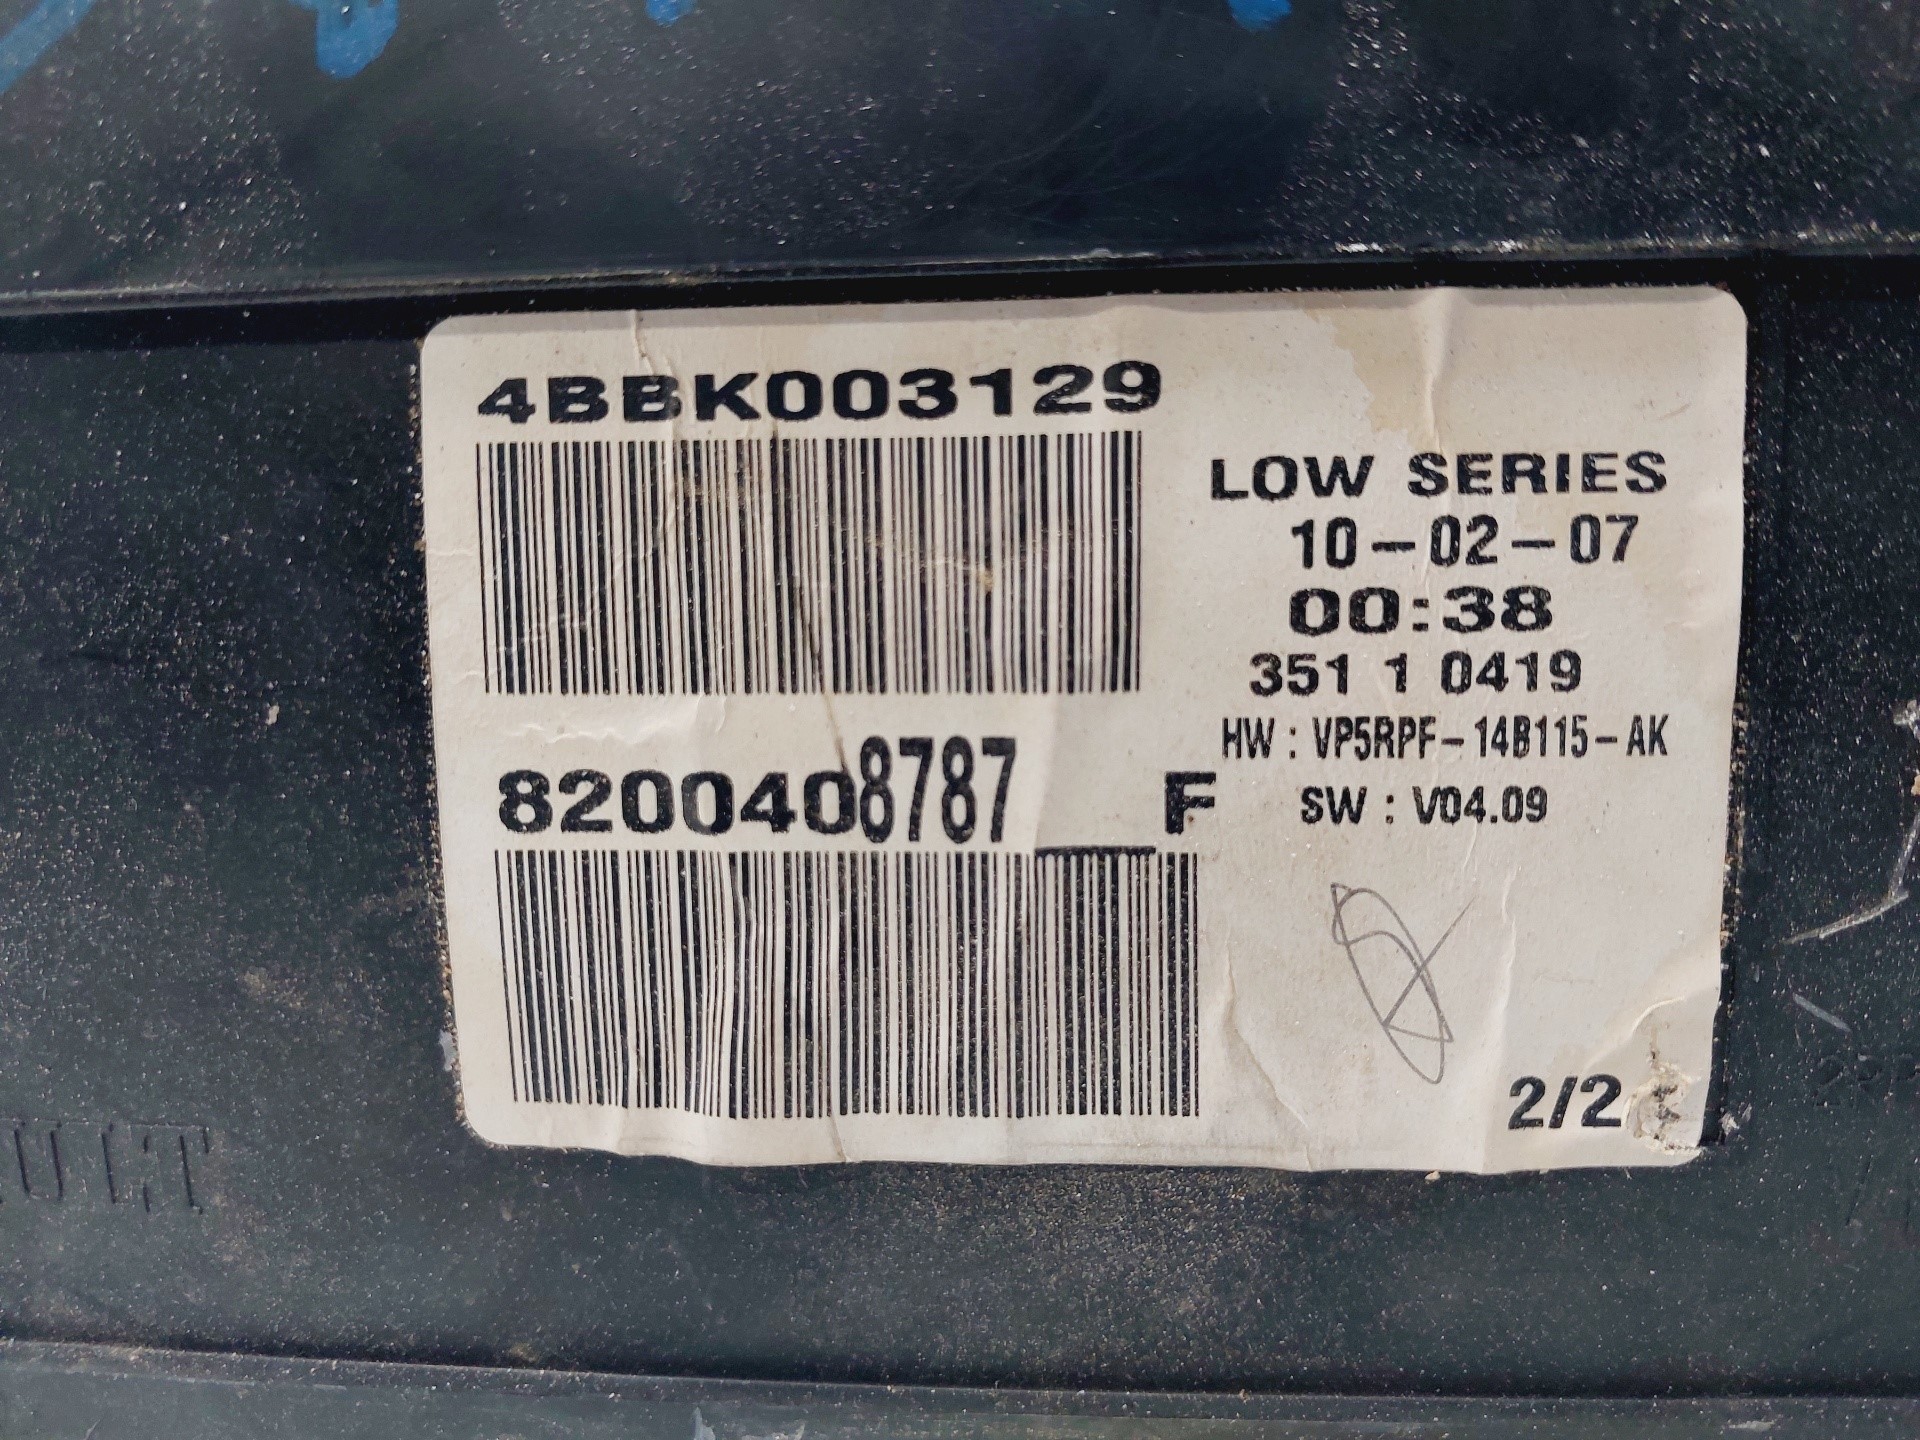 4BBK003129
LOW SERIES
10-02-07
00:38
351 1 0419
HW : VP5RPF-14B115-AK
SW : V04.09
8200408787 F
2/2